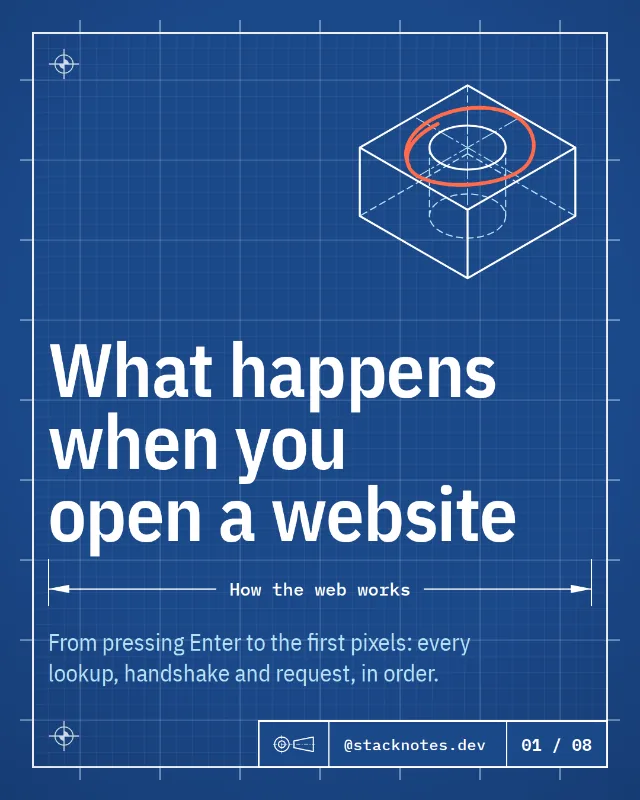 What happens
when you
open a website
How the web works
From pressing Enter to the first pixels: every
lookup, handshake and request, in order.
@stacknotes.dev
01 / 08